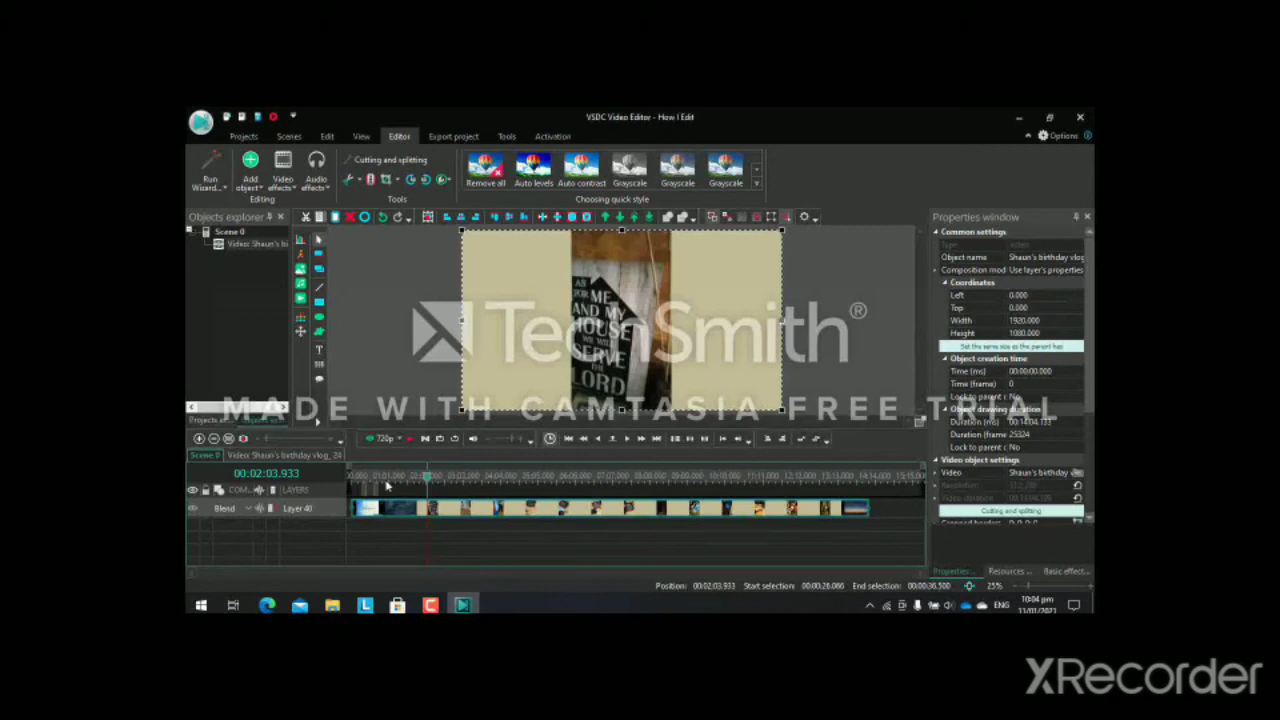 VSDC Video Editor - How I Edit
Projects Scenes Edit View Editor Export project Tools Activation
Options
Run Wizard...
Add object
Video effects
Audio effects
Cutting and splitting
Editing
Tools
Remove all Auto levels Auto contrast Grayscale Grayscale Grayscale
Choosing quick style
Objects explorer
Properties window
Scene 0
Video: Shaun's bi
Common settings
Type Video
Object name Shaun's birthday vlog
Composition mod Use layer's properties
Coordinates
Left 0.000
Top 0.000
Width 1920.000
Height 1080.000
Set the same size as the parent has
Object creation time
Time (ms) 00:00:00.000
Time (frame) 0
Lock to parent No
Object drawing duration
Duration (ms) 00:14:04.133
Duration (frame 25324
Lock to parent No
Video object settings
Video Shaun's birthday
Resolution
Video duration
Cutting and splitting
AS
FOR ME
AND MY
HOUSE
WE WILL
SERVE
THE
LORD
TechSmith®
MADE WITH CAMTASIA FREE TRIAL
720p
Scene 0 Video: Shaun's birthday vlog_24
00:02:03.933
COM... LAYERS
Blend Layer 40
Properties... Resources ... Basic effect...
Position: 00:02:03.933 Start selection: 00:00:26.066 End selection: 00:00:36.500 25%
ENG
10:04 pm
XRecorder